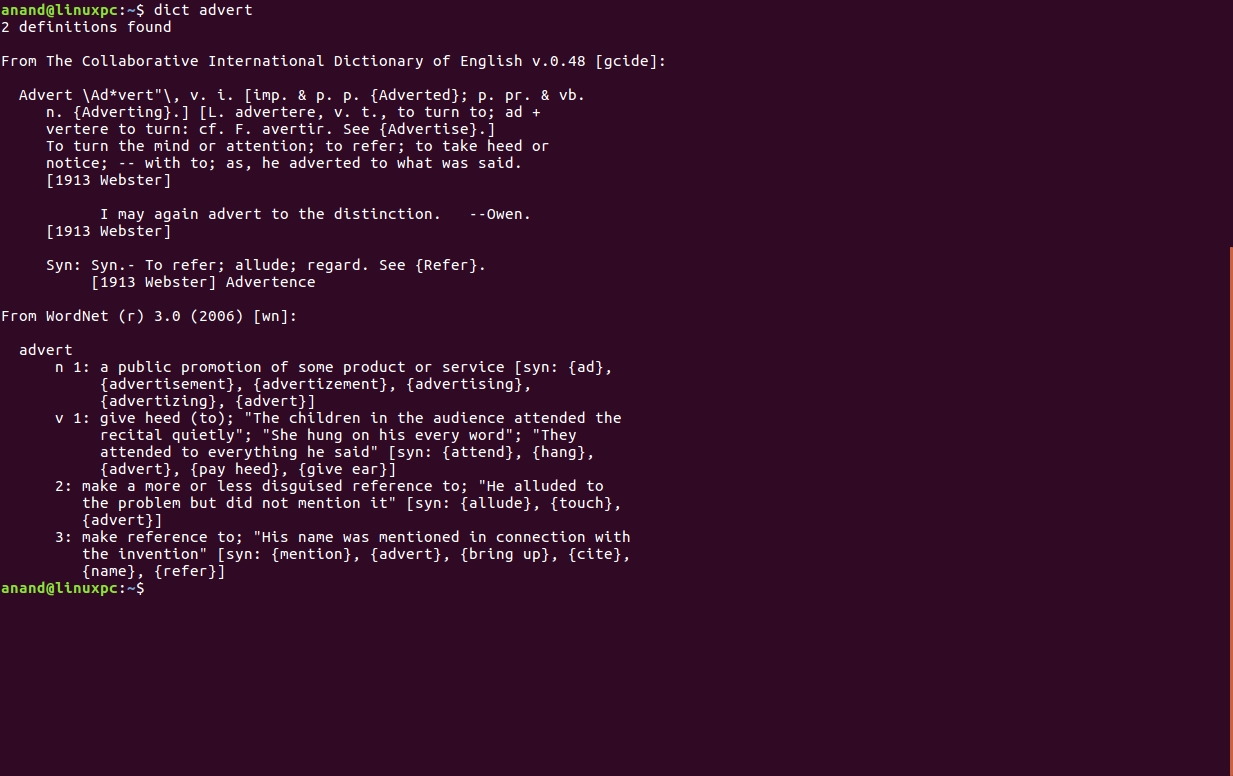 anand@linuxpc:~$ dict advert
2 definitions found
From The Collaborative International Dictionary of English v.0.48 [gcide]:
Advert \Ad*vert"\, v. i. [imp. & p. p. {Adverted}; p. pr. & vb.
n. {Adverting}.] [L. advertere, v. t., to turn to; ad +
vertere to turn: cf. F. avertir. See {Advertise}.]
To turn the mind or attention; to refer; to take heed or
notice; -- with to; as, he adverted to what was said.
[1913 Webster]
I may again advert to the distinction.   --Owen.
[1913 Webster]
Syn: Syn.- To refer; allude; regard. See {Refer}.
[1913 Webster] Advertence
From WordNet (r) 3.0 (2006) [wn]:
advert
n 1: a public promotion of some product or service [syn: {ad},
{advertisement}, {advertizement}, {advertising},
{advertizing}, {advert}]
v 1: give heed (to); "The children in the audience attended the
recital quietly"; "She hung on his every word"; "They
attended to everything he said" [syn: {attend}, {hang},
{advert}, {pay heed}, {give ear}]
2: make a more or less disguised reference to; "He alluded to
the problem but did not mention it" [syn: {allude}, {touch},
{advert}]
3: make reference to; "His name was mentioned in connection with
the invention" [syn: {mention}, {advert}, {bring up}, {cite},
{name}, {refer}]
anand@linuxpc:~$